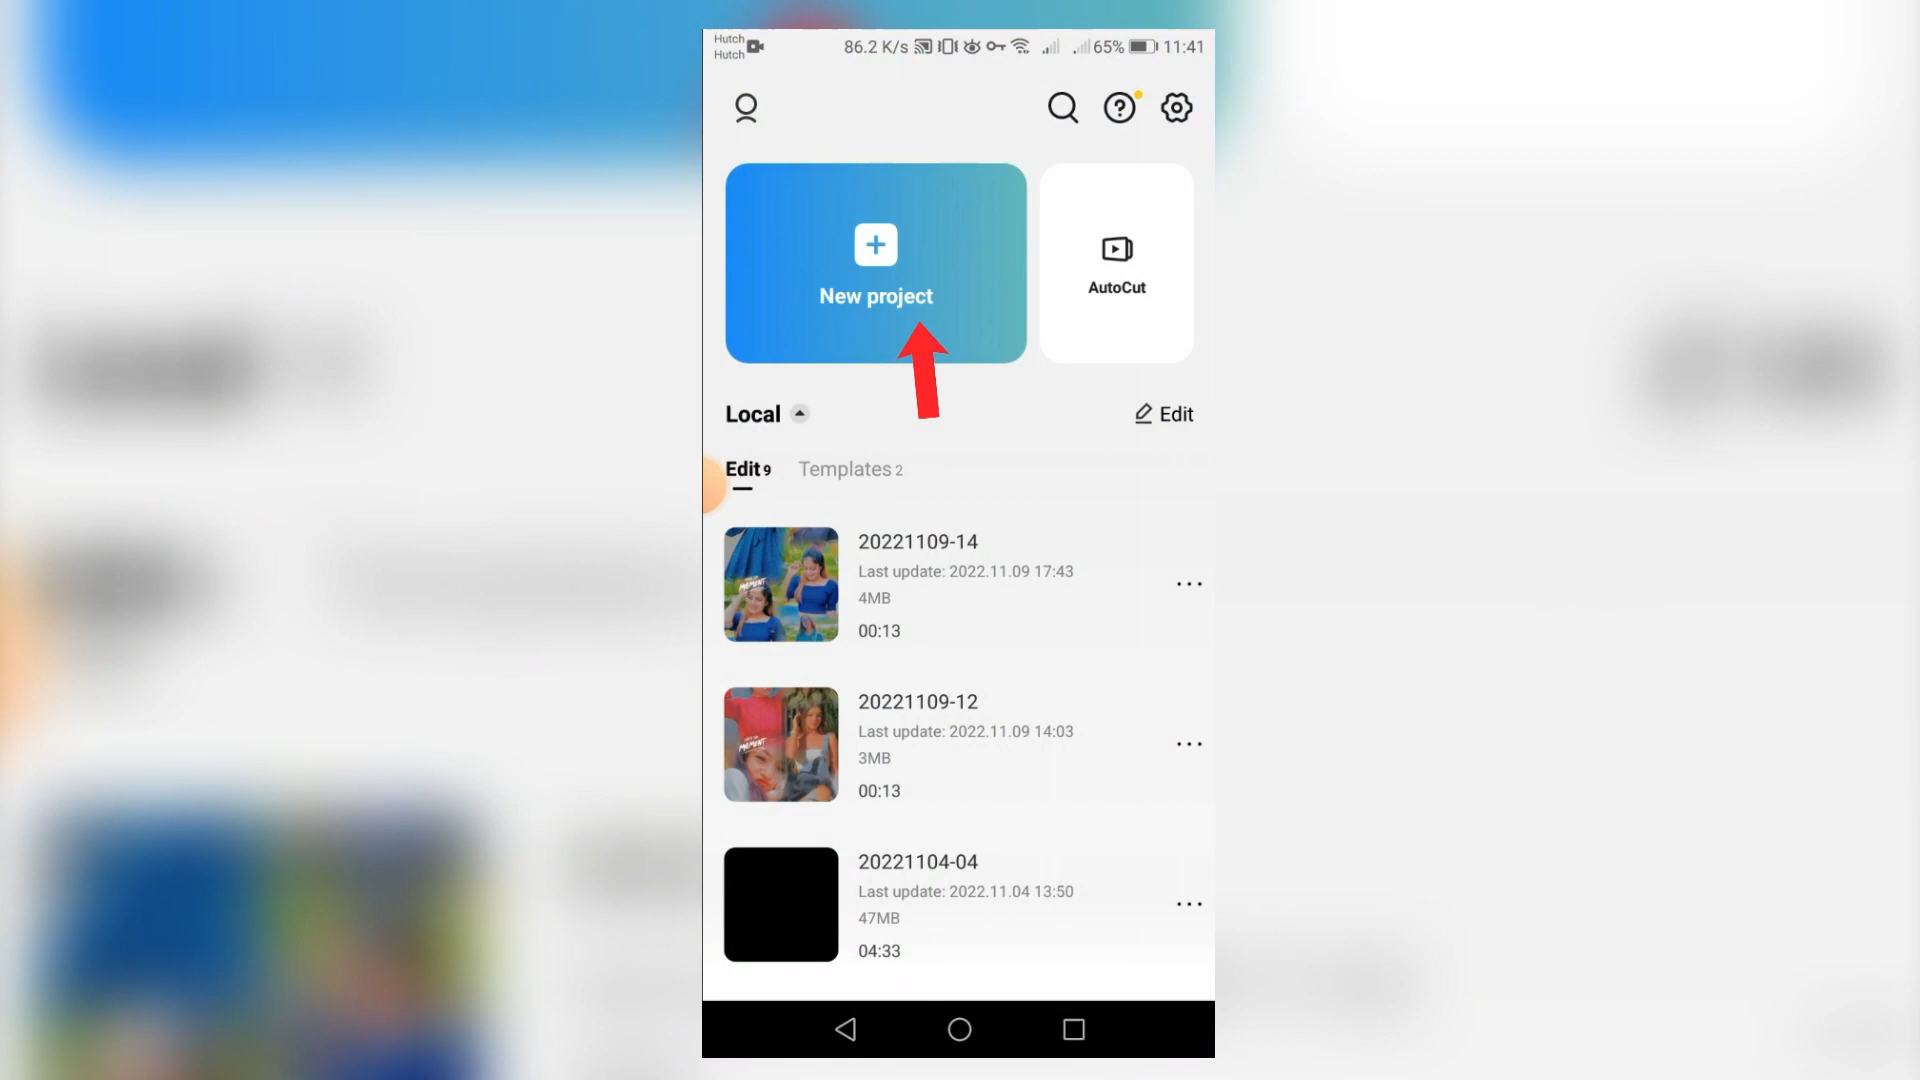 Hutch
Hutch
86.2 K/s 65% 11:41
New project
AutoCut
Local
Edit
Edit 9 Templates 2
20221109-14
Last update: 2022.11.09 17:43
4MB
00:13
MOMENT
20221109-12
Last update: 2022.11.09 14:03
3MB
00:13
MOMENT
20221104-04
Last update: 2022.11.04 13:50
47MB
04:33